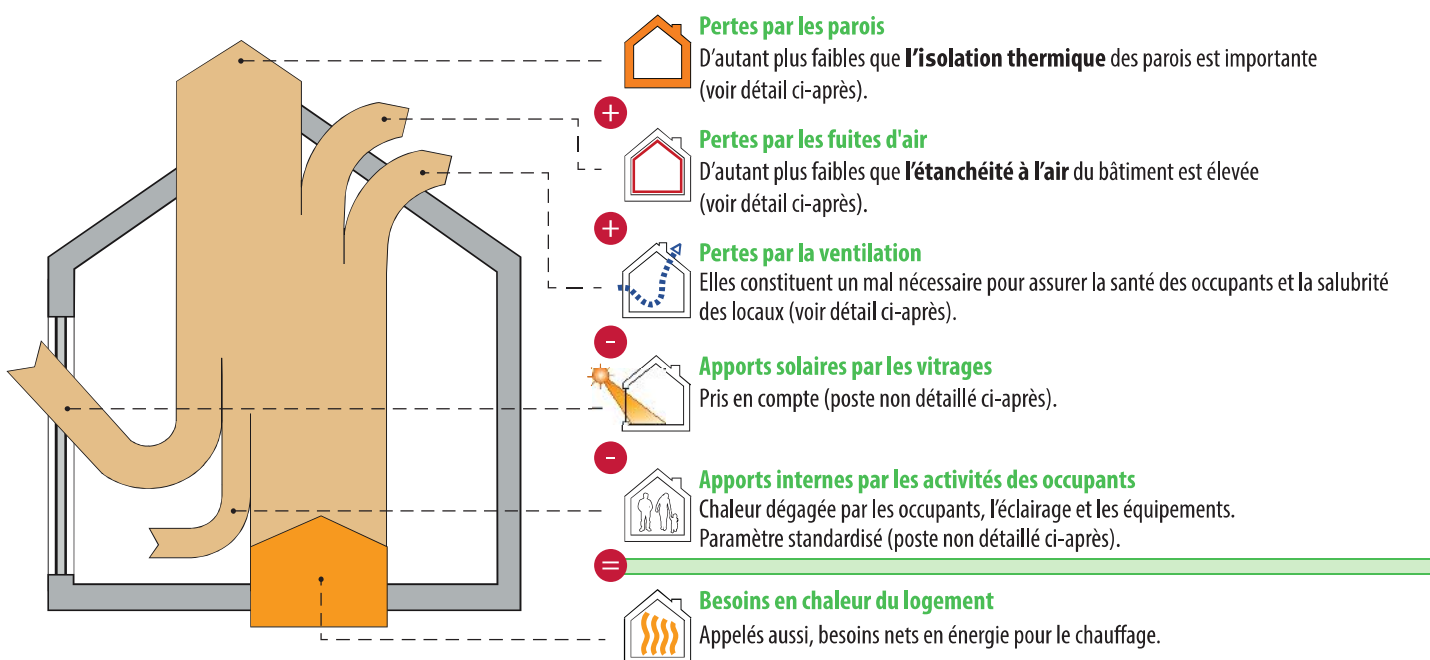 Pertes par les parois
D'autant plus faibles que l'isolation thermique des parois est importante
(voir détail ci-après).
+
Pertes par les fuites d'air
D'autant plus faibles que l'étanchéité à l'air du bâtiment est élevée
(voir détail ci-après).
+
Pertes par la ventilation
Elles constituent un mal nécessaire pour assurer la santé des occupants et la salubrité
des locaux (voir détail ci-après).
-
Apports solaires par les vitrages
Pris en compte (poste non détaillé ci-après).
-
Apports internes par les activités des occupants
Chaleur dégagée par les occupants, l'éclairage et les équipements.
Paramètre standardisé (poste non détaillé ci-après).
=
Besoins en chaleur du logement
Appelés aussi, besoins nets en énergie pour le chauffage.